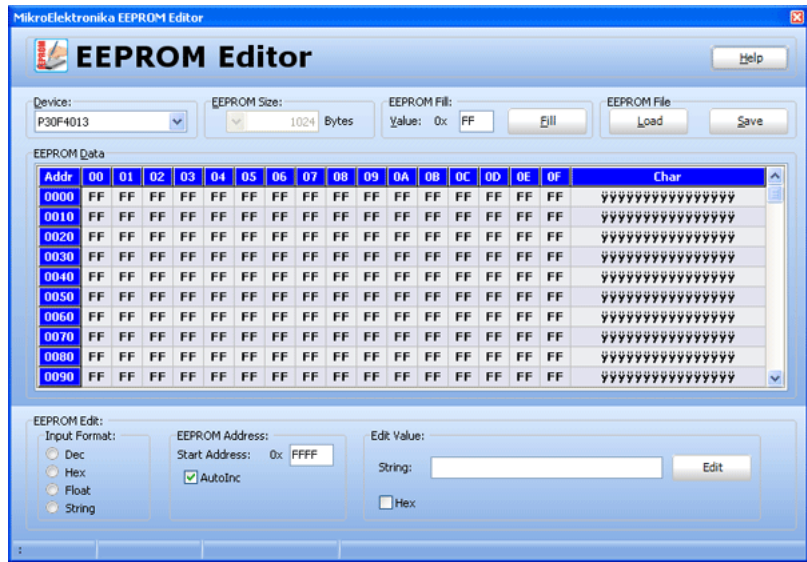 MikroElektronika EEPROM Editor
EEPROM
EEPROM Editor
Help
Device: EEPROM Size: EEPROM Fill: EEPROM File
P30F4013 1024 Bytes Value: 0x FF Fill Load Save
EEPROM Data
Addr 00 01 02 03 04 05 06 07 08 09 0A 0B 0C 0D 0E 0F Char
0000 FF FF FF FF FF FF FF FF FF FF FF FF FF FF FF FF ÿÿÿÿÿÿÿÿÿÿÿÿÿÿÿÿ
0010 FF FF FF FF FF FF FF FF FF FF FF FF FF FF FF FF ÿÿÿÿÿÿÿÿÿÿÿÿÿÿÿÿ
0020 FF FF FF FF FF FF FF FF FF FF FF FF FF FF FF FF ÿÿÿÿÿÿÿÿÿÿÿÿÿÿÿÿ
0030 FF FF FF FF FF FF FF FF FF FF FF FF FF FF FF FF ÿÿÿÿÿÿÿÿÿÿÿÿÿÿÿÿ
0040 FF FF FF FF FF FF FF FF FF FF FF FF FF FF FF FF ÿÿÿÿÿÿÿÿÿÿÿÿÿÿÿÿ
0050 FF FF FF FF FF FF FF FF FF FF FF FF FF FF FF FF ÿÿÿÿÿÿÿÿÿÿÿÿÿÿÿÿ
0060 FF FF FF FF FF FF FF FF FF FF FF FF FF FF FF FF ÿÿÿÿÿÿÿÿÿÿÿÿÿÿÿÿ
0070 FF FF FF FF FF FF FF FF FF FF FF FF FF FF FF FF ÿÿÿÿÿÿÿÿÿÿÿÿÿÿÿÿ
0080 FF FF FF FF FF FF FF FF FF FF FF FF FF FF FF FF ÿÿÿÿÿÿÿÿÿÿÿÿÿÿÿÿ
0090 FF FF FF FF FF FF FF FF FF FF FF FF FF FF FF FF ÿÿÿÿÿÿÿÿÿÿÿÿÿÿÿÿ
EEPROM Edit:
Input Format: EEPROM Address: Edit Value:
Dec Start Address: 0x FFFF
String: Edit
Hex AutoInc
Float Hex
String
: